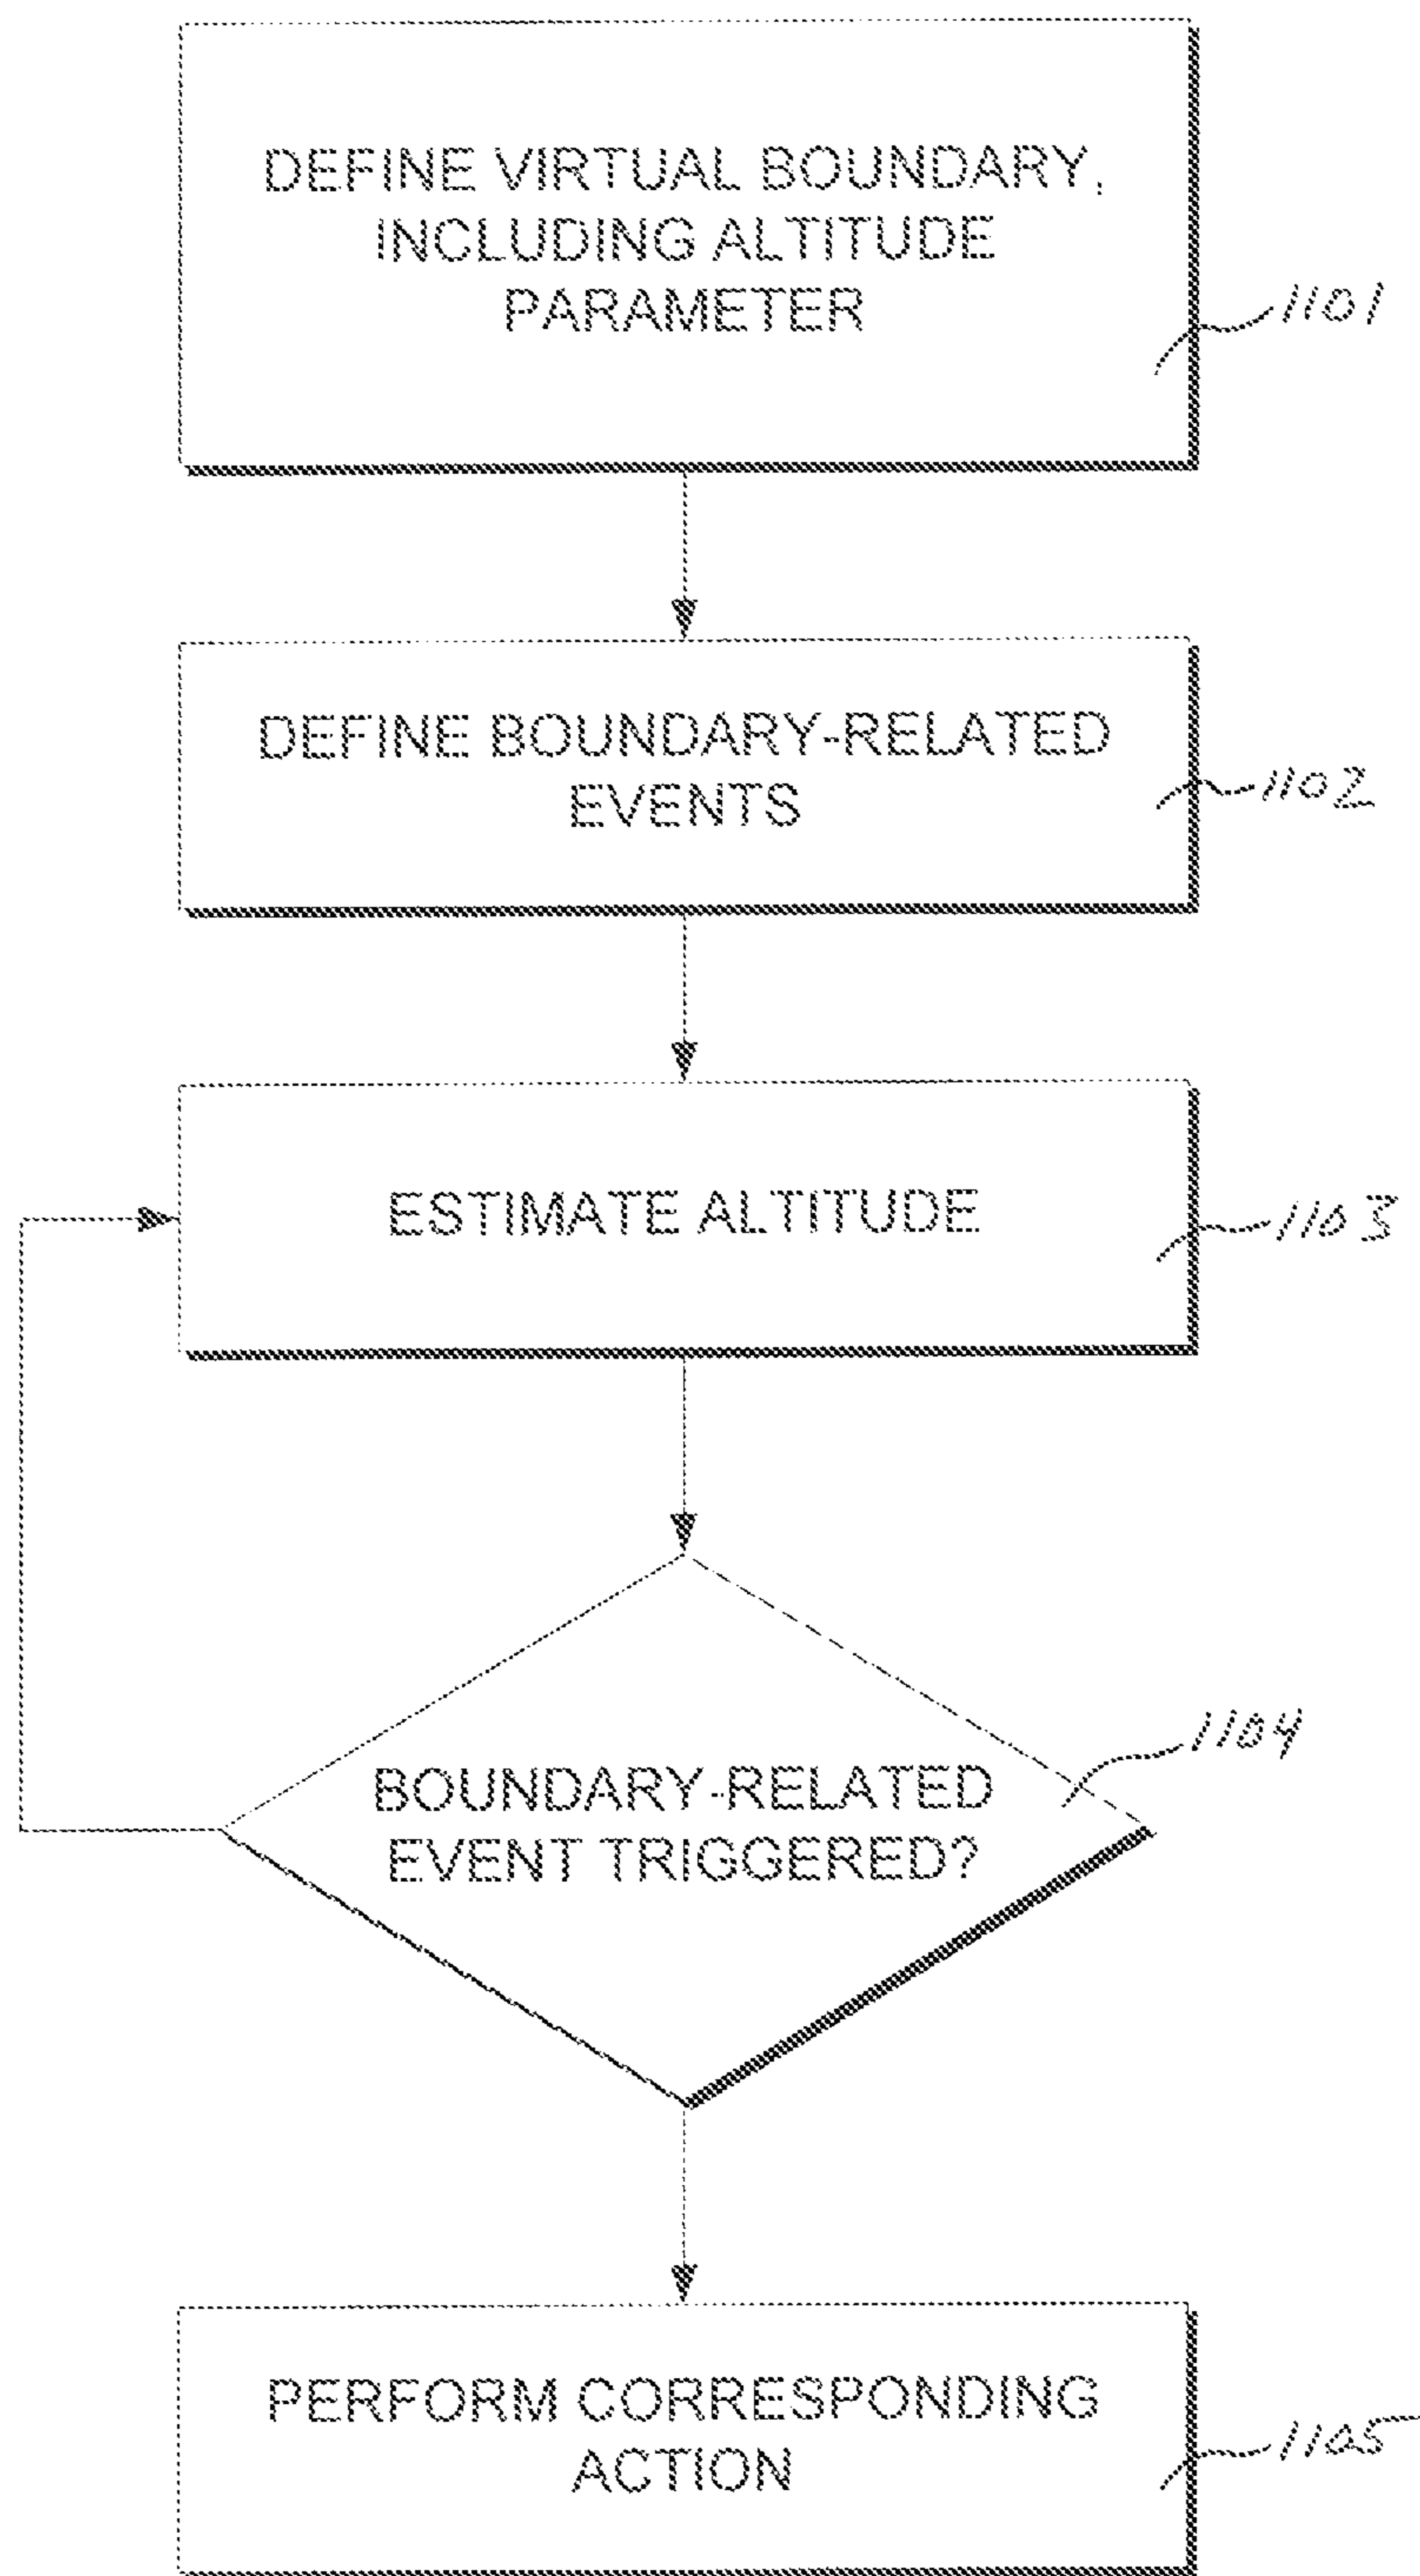 DEFINE VIRTUAL BOUNDARY,
INCLUDING ALTITUDE
PARAMETER
1101
DEFINE BOUNDARY-RELATED
EVENTS
1102
ESTIMATE ALTITUDE
1103
BOUNDARY-RELATED
EVENT TRIGGERED?
1104
PERFORM CORRESPONDING
ACTION
1105